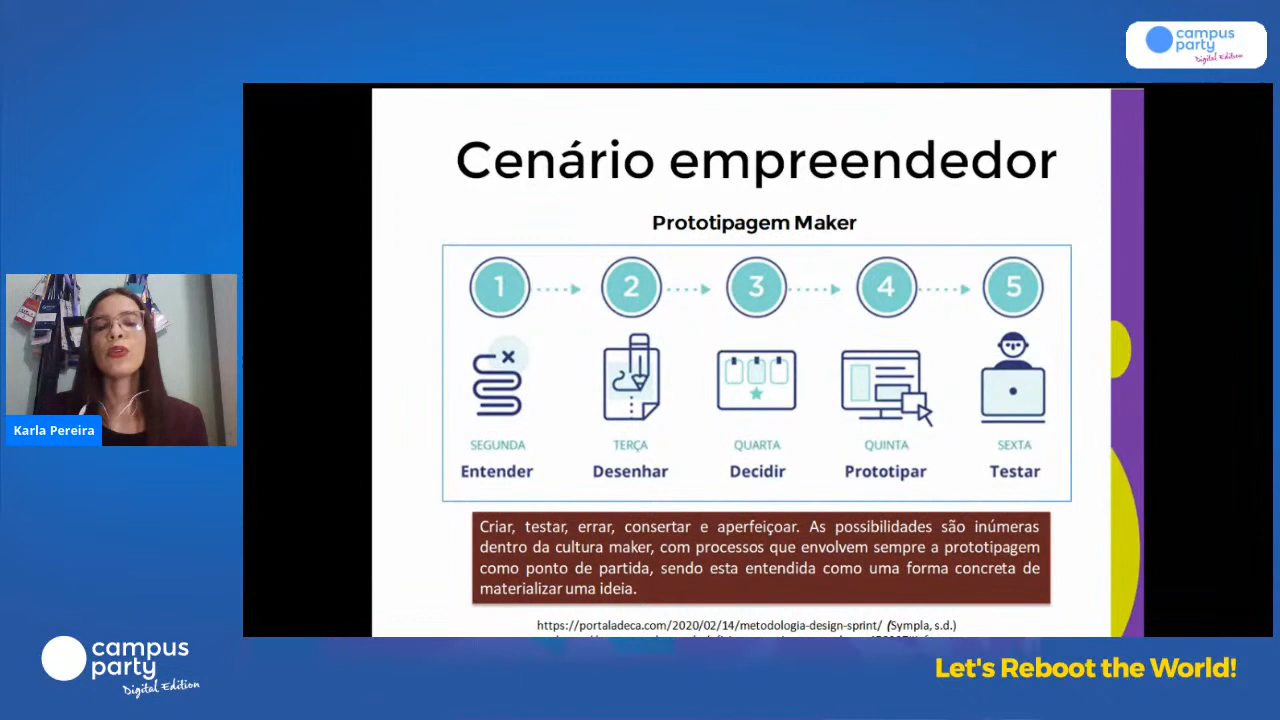 campus
party
Digital Edition
Cenário empreendedor
Prototipagem Maker
1 2 3 4 5
SEGUNDA TERÇA QUARTA QUINTA SEXTA
Entender Desenhar Decidir Prototipar Testar
Criar, testar, errar, consertar e aperfeiçoar. As possibilidades são inúmeras
dentro da cultura maker, com processos que envolvem sempre a prototipagem
como ponto de partida, sendo esta entendida como uma forma concreta de
materializar uma ideia.
https://portaladeca.com/2020/02/14/metodologia-design-sprint/ (Sympla, s.d.)
Karla Pereira
campus
party
Digital Edition
Let's Reboot the World!